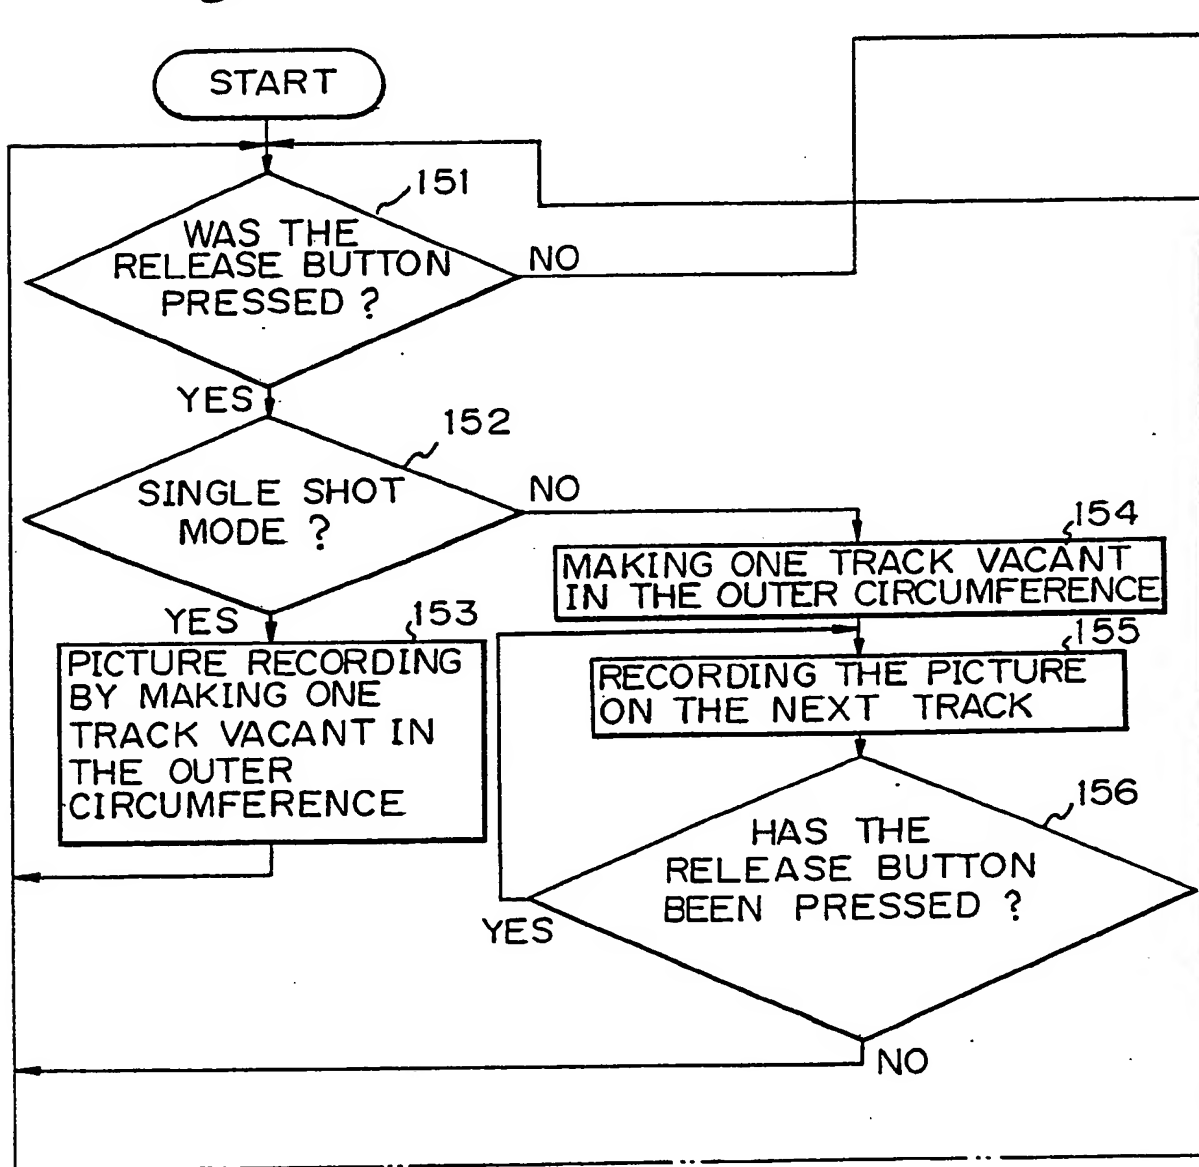 START
151
WAS THE
RELEASE BUTTON
PRESSED ?
NO
YES
152
SINGLE SHOT
MODE ?
NO
YES
153
PICTURE RECORDING
BY MAKING ONE
TRACK VACANT IN
THE OUTER
CIRCUMFERENCE
154
MAKING ONE TRACK VACANT
IN THE OUTER CIRCUMFERENCE
155
RECORDING THE PICTURE
ON THE NEXT TRACK
156
HAS THE
RELEASE BUTTON
BEEN PRESSED ?
YES
NO